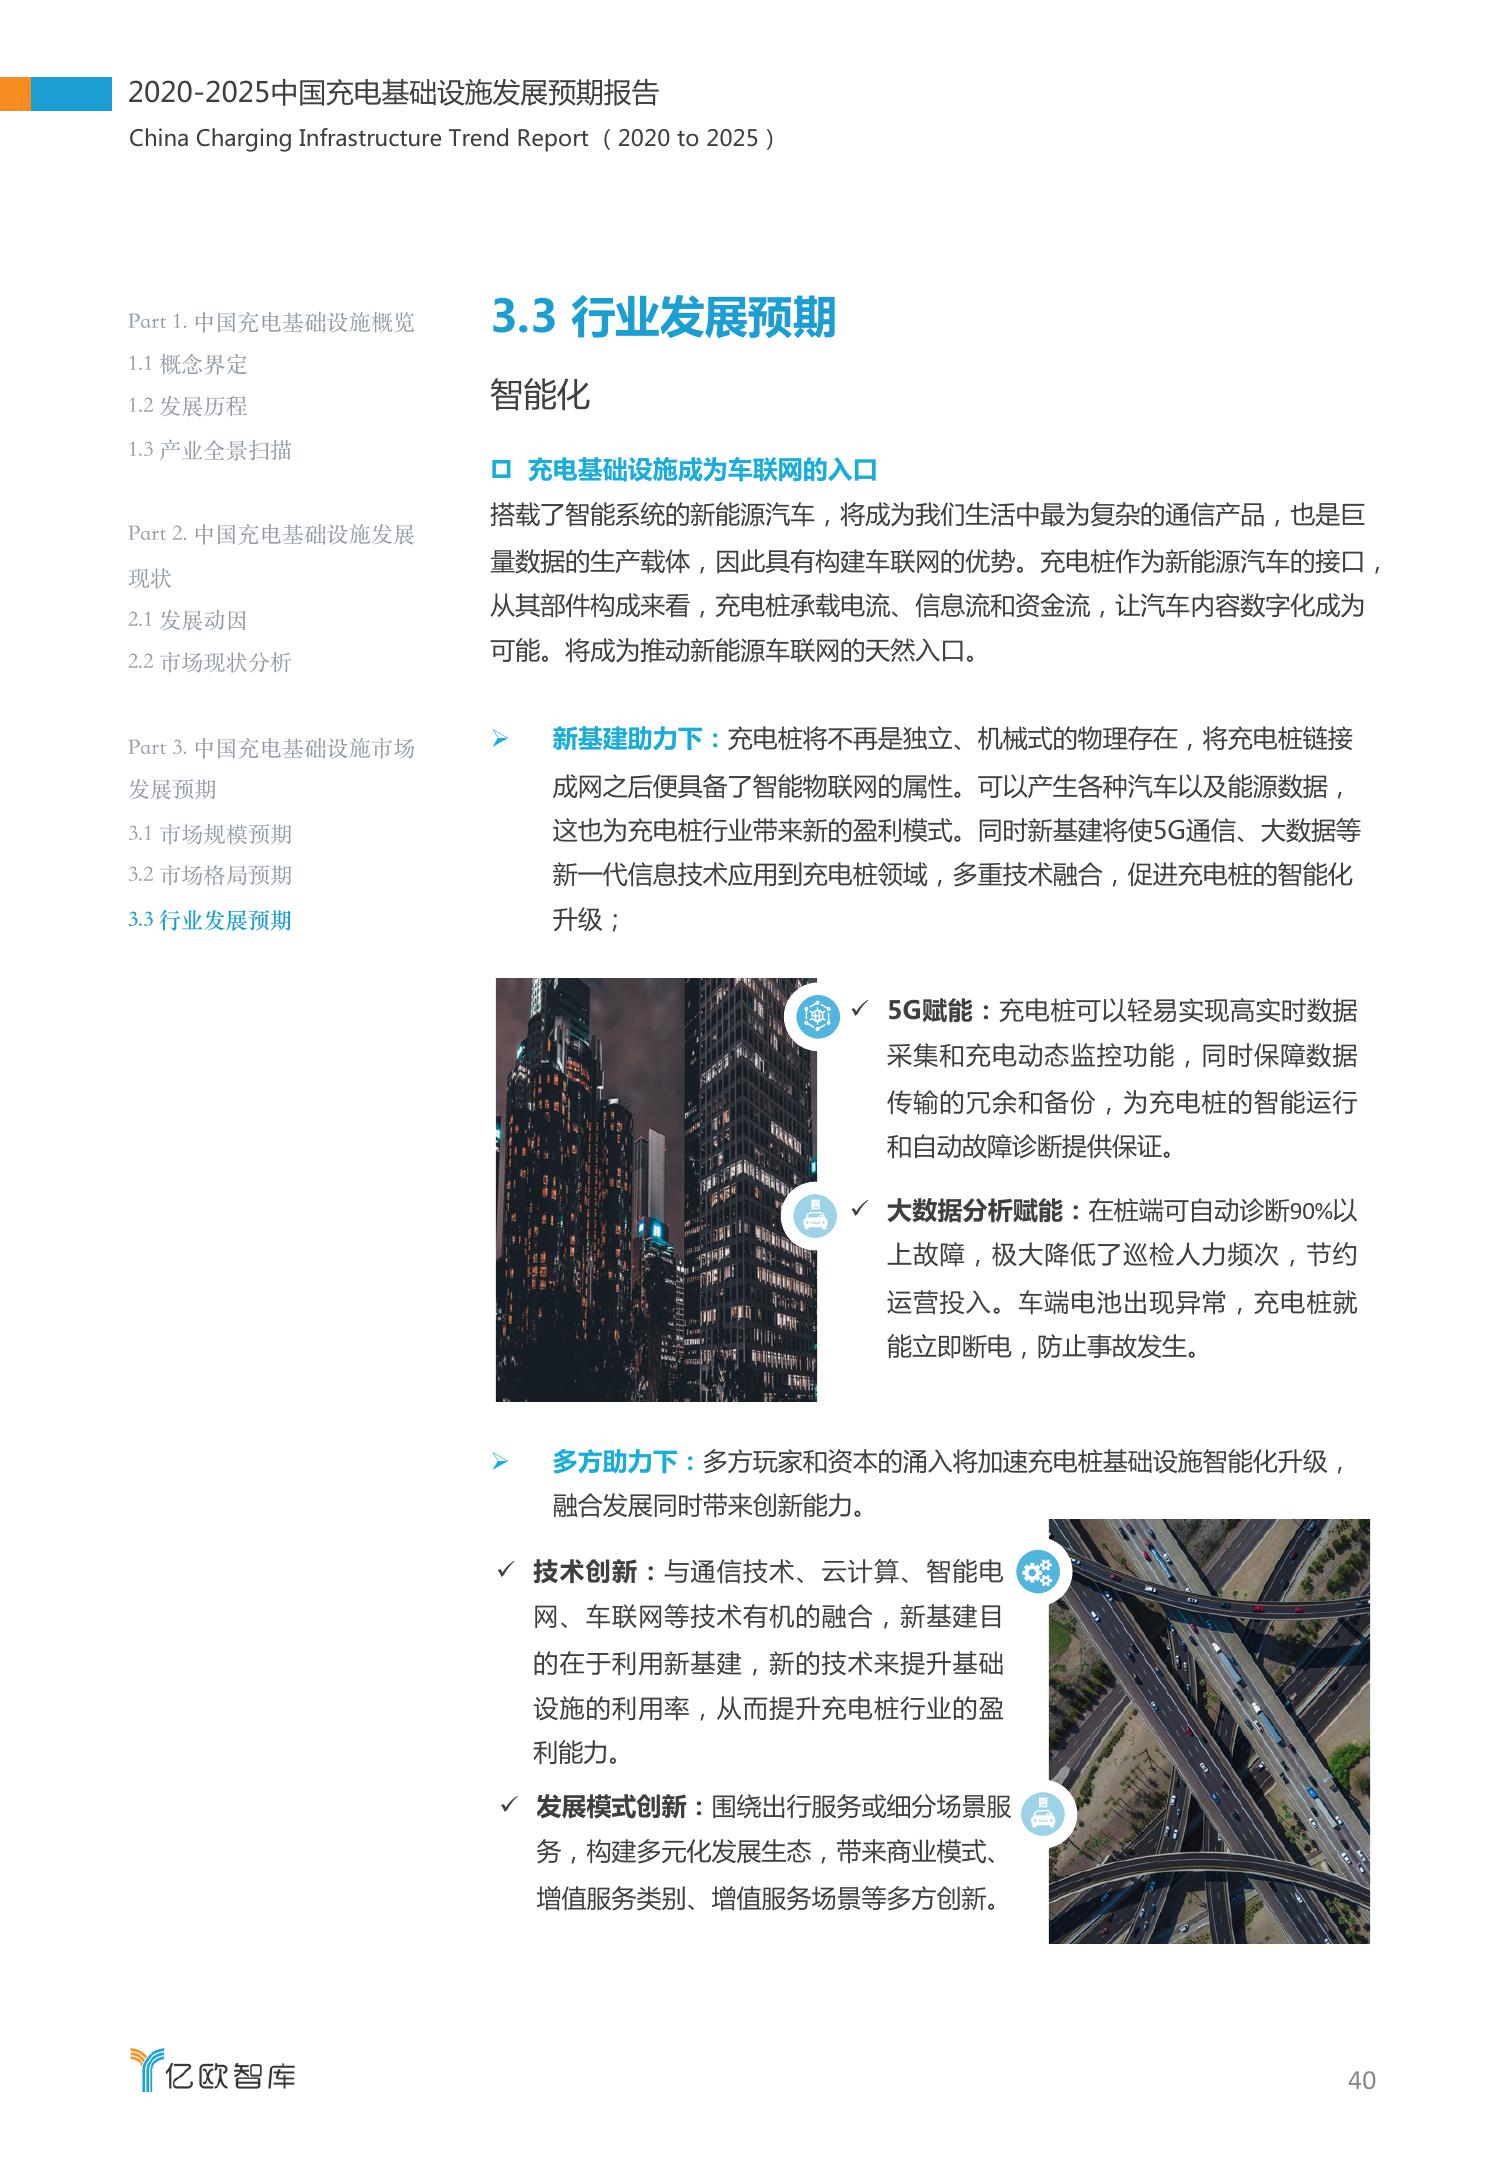 2020-2025中国充电基础设施发展预期报告
China Charging Infrastructure Trend Report （2020 to 2025）
Part 1. 中国充电基础设施概览
1.1 概念界定
1.2 发展历程
1.3 产业全景扫描
Part 2. 中国充电基础设施发展
现状
2.1 发展动因
2.2 市场现状分析
Part 3. 中国充电基础设施市场
发展预期
3.1 市场规模预期
3.2 市场格局预期
3.3 行业发展预期
3.3 行业发展预期
智能化
充电基础设施成为车联网的入口
搭载了智能系统的新能源汽车，将成为我们生活中最为复杂的通信产品，也是巨
量数据的生产载体，因此具有构建车联网的优势。充电桩作为新能源汽车的接口，
从其部件构成来看，充电桩承载电流、信息流和资金流，让汽车内容数字化成为
可能。将成为推动新能源车联网的天然入口。
新基建助力下：充电桩将不再是独立、机械式的物理存在，将充电桩链接
成网之后便具备了智能物联网的属性。可以产生各种汽车以及能源数据，
这也为充电桩行业带来新的盈利模式。同时新基建将使5G通信、大数据等
新一代信息技术应用到充电桩领域，多重技术融合，促进充电桩的智能化
升级；
✓ 5G赋能：充电桩可以轻易实现高实时数据
采集和充电动态监控功能，同时保障数据
传输的冗余和备份，为充电桩的智能运行
和自动故障诊断提供保证。
✓ 大数据分析赋能：在桩端可自动诊断90%以
上故障，极大降低了巡检人力频次，节约
运营投入。车端电池出现异常，充电桩就
能立即断电，防止事故发生。
多方助力下：多方玩家和资本的涌入将加速充电桩基础设施智能化升级，
融合发展同时带来创新能力。
✓ 技术创新：与通信技术、云计算、智能电
网、车联网等技术有机的融合，新基建目
的在于利用新基建，新的技术来提升基础
设施的利用率，从而提升充电桩行业的盈
利能力。
✓ 发展模式创新：围绕出行服务或细分场景服
务，构建多元化发展生态，带来商业模式、
增值服务类别、增值服务场景等多方创新。
亿欧智库
40